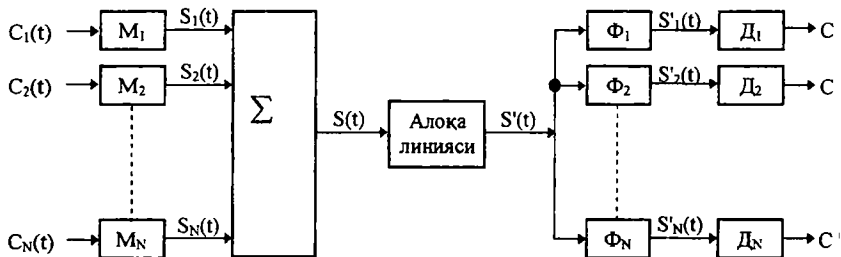 C₁(t) M₁ S₁(t) Φ₁ S'₁(t) Д₁ C
C₂(t) M₂ S₂(t) Φ₂ S'₂(t) Д₂ C
Σ S(t) Алоқа линияси S'(t)
C_N(t) M_N S_N(t) Φ_N S'_N(t) Д_N C'